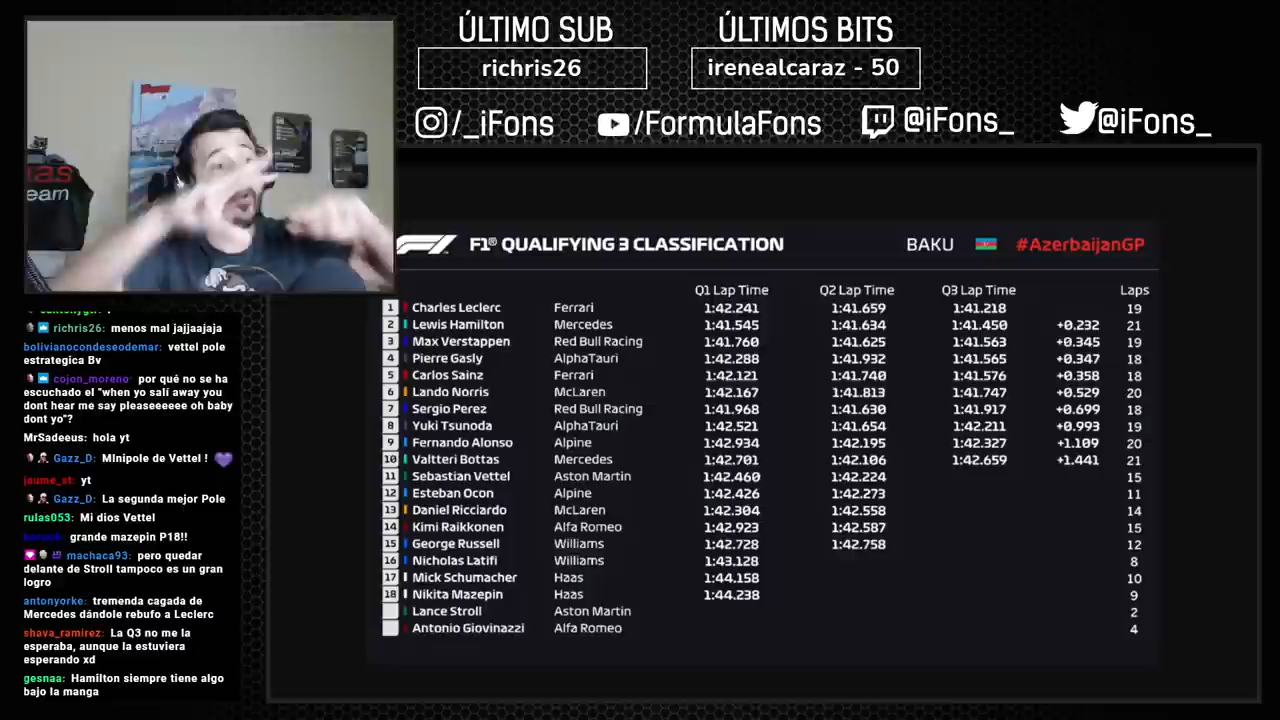 ÚLTIMO SUB
richris26
ÚLTIMOS BITS
irenealcaraz - 50
/_iFons
/FormulaFons
@iFons_
@iFons_
as
eam
F1® QUALIFYING 3 CLASSIFICATION BAKU #AzerbaijanGP
Q1 Lap Time Q2 Lap Time Q3 Lap Time Laps
1 Charles Leclerc Ferrari 1:42.241 1:41.659 1:41.218 19
2 Lewis Hamilton Mercedes 1:41.545 1:41.634 1:41.450 +0.232 21
3 Max Verstappen Red Bull Racing 1:41.760 1:41.625 1:41.563 +0.345 19
4 Pierre Gasly AlphaTauri 1:42.288 1:41.932 1:41.565 +0.347 18
5 Carlos Sainz Ferrari 1:42.121 1:41.740 1:41.576 +0.358 18
6 Lando Norris McLaren 1:42.167 1:41.813 1:41.747 +0.529 20
7 Sergio Perez Red Bull Racing 1:41.968 1:41.630 1:41.917 +0.699 18
8 Yuki Tsunoda AlphaTauri 1:42.521 1:41.654 1:42.211 +0.993 19
9 Fernando Alonso Alpine 1:42.934 1:42.195 1:42.327 +1.109 20
10 Valtteri Bottas Mercedes 1:42.701 1:42.106 1:42.659 +1.441 21
11 Sebastian Vettel Aston Martin 1:42.460 1:42.224 15
12 Esteban Ocon Alpine 1:42.426 1:42.273 11
13 Daniel Ricciardo McLaren 1:42.304 1:42.558 14
14 Kimi Raikkonen Alfa Romeo 1:42.923 1:42.587 15
15 George Russell Williams 1:42.728 1:42.758 12
16 Nicholas Latifi Williams 1:43.128 8
17 Mick Schumacher Haas 1:44.158 10
18 Nikita Mazepin Haas 1:44.238 9
Lance Stroll Aston Martin 2
Antonio Giovinazzi Alfa Romeo 4
richris26: menos mal jajjaajaja
bolivianocondeseodemar: vettel pole
estrategica Bv
cojon_moreno: por qué no se ha
escuchado el "when yo salí away you
dont hear me say pleaseeeeee oh baby
dont yo"?
MrSadeeus: hola yt
Gazz_D: MInipole de Vettel !
jaume_st: yt
Gazz_D: La segunda mejor Pole
rulas053: Mi dios Vettel
grande mazepin P18!!
machaca93: pero quedar
delante de Stroll tampoco es un gran
logro
antonyorke: tremenda cagada de
Mercedes dándole rebufo a Leclerc
shava_ramirez: La Q3 no me la
esperaba, aunque la estuviera
esperando xd
gesnaa: Hamilton siempre tiene algo
bajo la manga